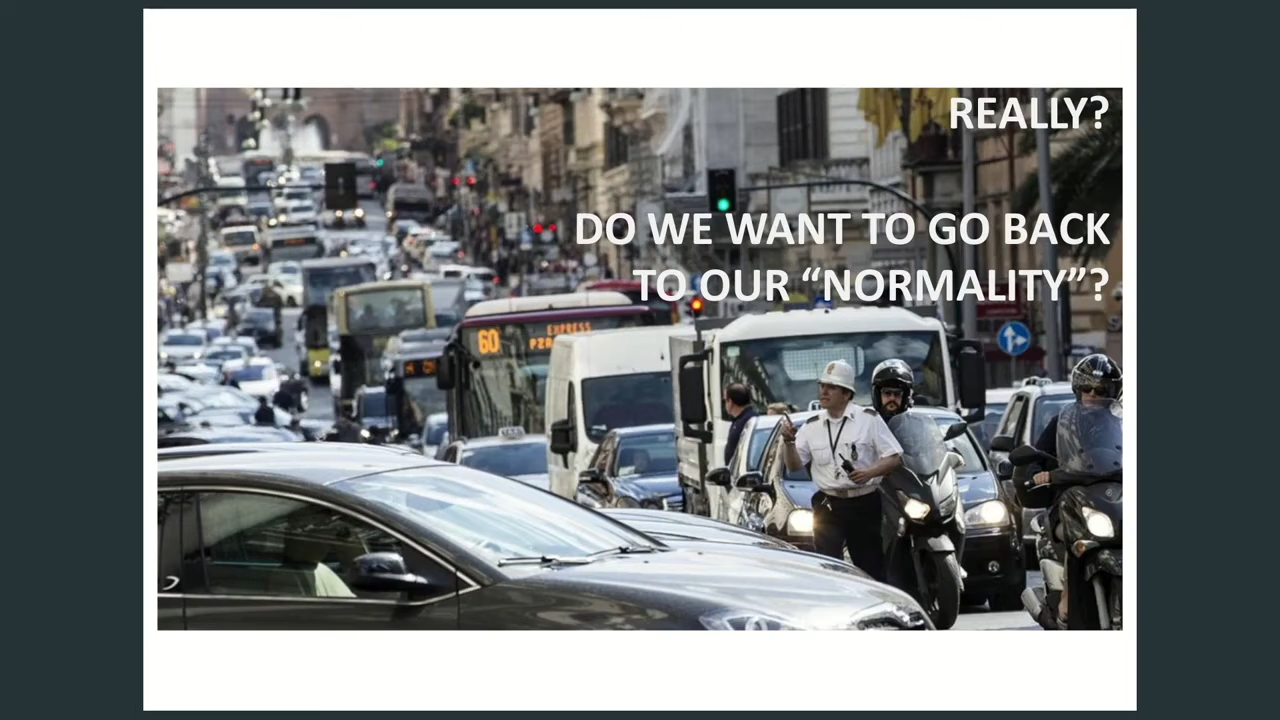 REALLY?
DO WE WANT TO GO BACK
TO OUR “NORMALITY”?
60
EXPRESS